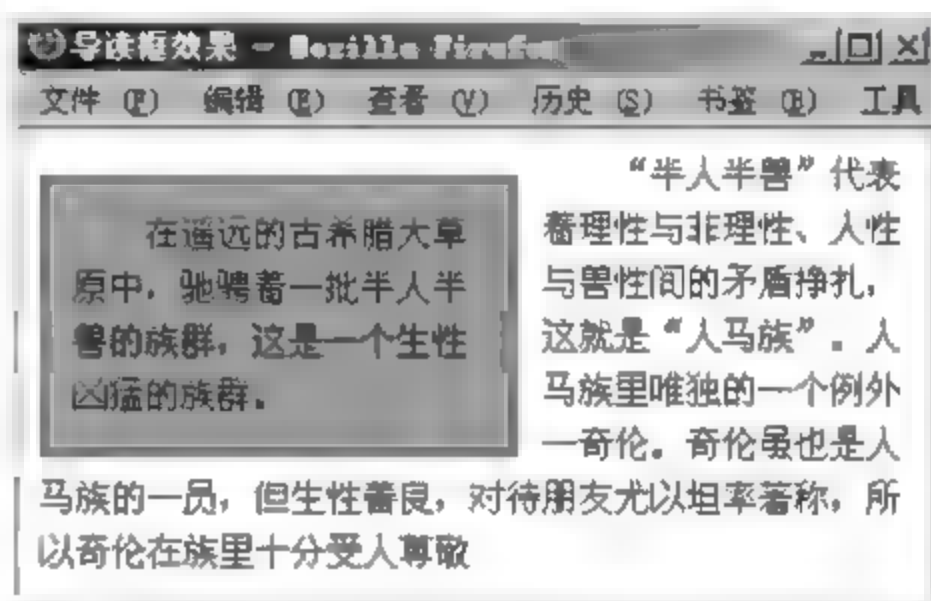 导读框效果 - Mozilla Firefox
文件 (F) 编辑 (E) 查看 (V) 历史 (S) 书签 (B) 工具
在遥远的古希腊大草
原中，驰骋着一批半人半
兽的族群，这是一个生性
凶猛的族群。
“半人半兽”代表
着理性与非理性、人性
与兽性间的矛盾挣扎，
这就是“人马族”。人
马族里唯独的一个例外
—奇伦。奇伦虽也是人
马族的一员，但生性善良，对待朋友尤以坦率著称，所
以奇伦在族里十分受人尊敬